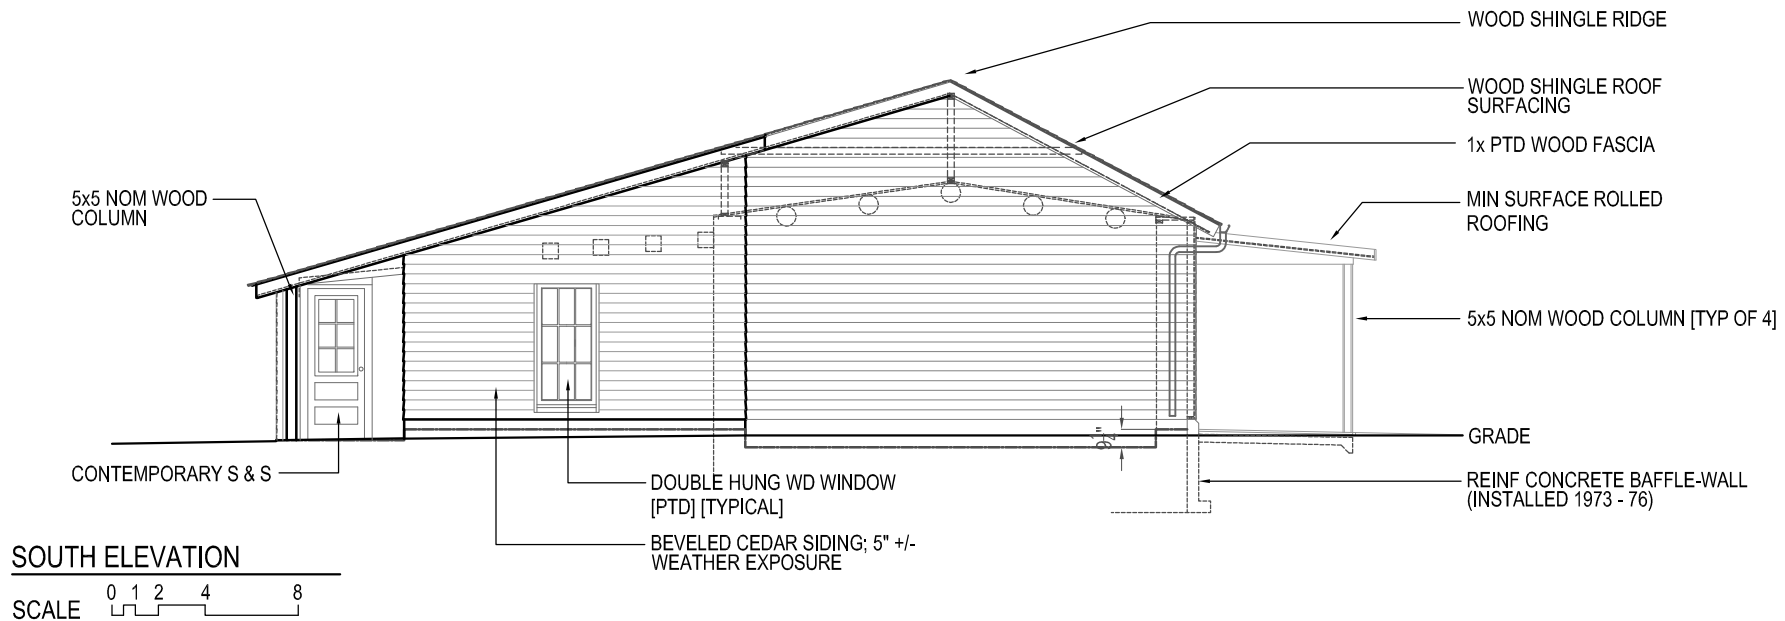 WOOD SHINGLE RIDGE
WOOD SHINGLE ROOF
SURFACING
1x PTD WOOD FASCIA
5x5 NOM WOOD
COLUMN
MIN SURFACE ROLLED
ROOFING
5x5 NOM WOOD COLUMN [TYP OF 4]
GRADE
CONTEMPORARY S & S
DOUBLE HUNG WD WINDOW
[PTD] [TYPICAL]
REINF CONCRETE BAFFLE-WALL
(INSTALLED 1973 - 76)
BEVELED CEDAR SIDING; 5" +/-
WEATHER EXPOSURE
SOUTH ELEVATION
0 1 2 4 8
SCALE